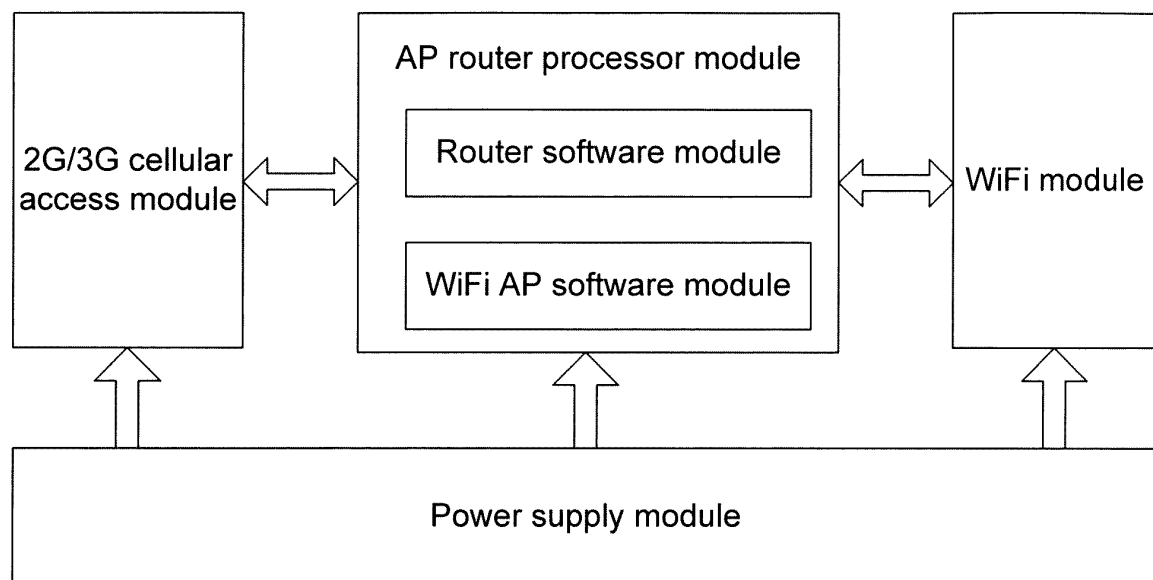 AP router processor module
Router software module
2G/3G cellular
access module
WiFi module
WiFi AP software module
Power supply module